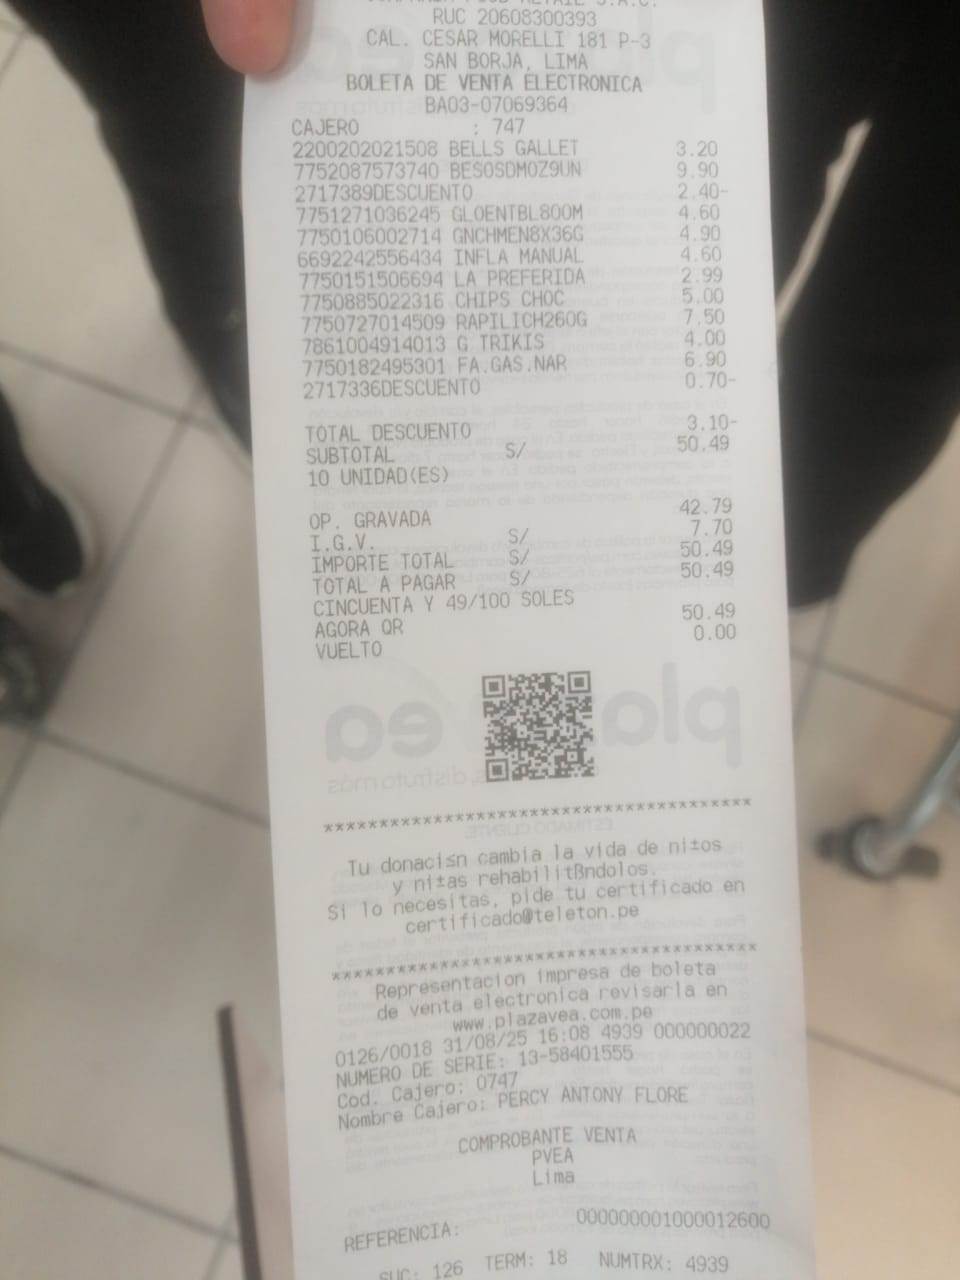 RUC 20608300393
CAL. CESAR MORELLI 181 P-3
SAN BORJA, LIMA
BOLETA DE VENTA ELECTRONICA
BA03-07069364
CAJERO : 747
2200202021508 BELLS GALLET 3.20
7752087573740 BESOSDMOZ9UN 9.90
2717389DESCUENTO 2.40-
7751271036245 GLOENTBL800M 4.60
7750106002714 GNCHMEN8X36G 4.90
6692242556434 INFLA MANUAL 4.60
7750151506694 LA PREFERIDA 2.99
7750885022316 CHIPS CHOC 5.00
7750727014509 RAPILICH260G 7.50
7861004914013 G TRIKIS 4.00
7750182495301 FA.GAS.NAR 6.90
2717336DESCUENTO 0.70-
TOTAL DESCUENTO 3.10-
SUBTOTAL S/ 50.49
10 UNIDAD(ES)
OP. GRAVADA 42.79
I.G.V. S/ 7.70
IMPORTE TOTAL S/ 50.49
TOTAL A PAGAR S/ 50.49
CINCUENTA Y 49/100 SOLES
AGORA QR 50.49
VUELTO 0.00
plaza vea
****************************************
Tu donación cambia la vida de ni±os
y ni±as rehabilitßndolos.
Si lo necesitas, pide tu certificado en
certificado@teleton.pe
****************************************
Representacion impresa de boleta
de venta electronica revisarla en
www.plazavea.com.pe
0126/0018 31/08/25 16:08 4939 000000022
NUMERO DE SERIE: 13-58401555
Cod. Cajero: 0747
Nombre Cajero: PERCY ANTONY FLORE
COMPROBANTE VENTA
PVEA
Lima
REFERENCIA: 000000001000012600
SUC: 126 TERM: 18 NUMTRX: 4939